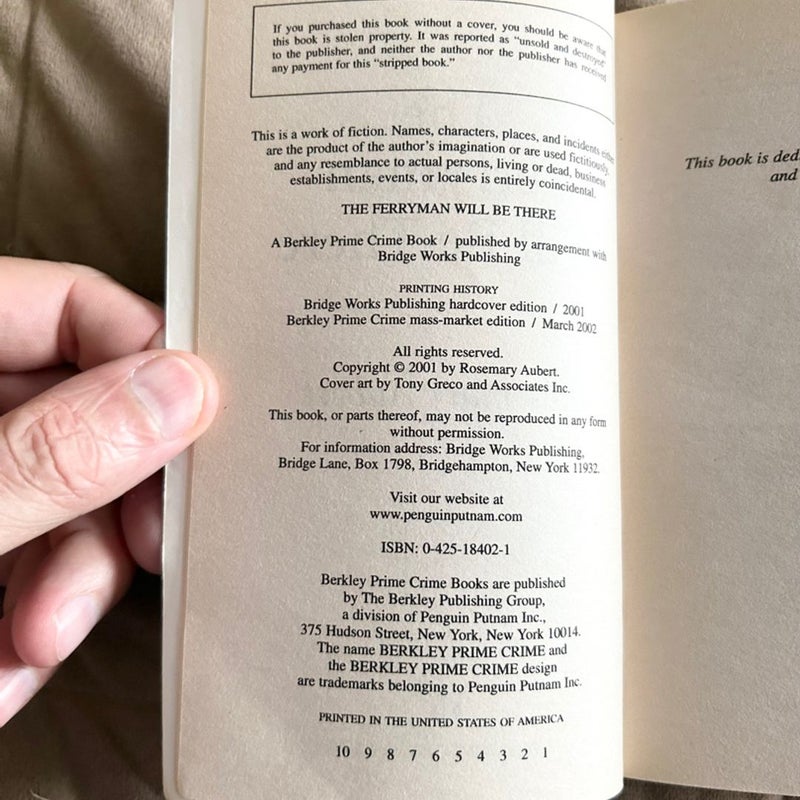 If you purchased this book without a cover, you should be aware that
this book is stolen property. It was reported as "unsold and destroyed"
to the publisher, and neither the author nor the publisher has received
any payment for this "stripped book."
This is a work of fiction. Names, characters, places, and incidents either
are the product of the author's imagination or are used fictitiously,
and any resemblance to actual persons, living or dead, business
establishments, events, or locales is entirely coincidental.
THE FERRYMAN WILL BE THERE
A Berkley Prime Crime Book / published by arrangement with
Bridge Works Publishing
PRINTING HISTORY
Bridge Works Publishing hardcover edition / 2001
Berkley Prime Crime mass-market edition / March 2002
All rights reserved.
Copyright © 2001 by Rosemary Aubert.
Cover art by Tony Greco and Associates Inc.
This book, or parts thereof, may not be reproduced in any form
without permission.
For information address: Bridge Works Publishing,
Bridge Lane, Box 1798, Bridgehampton, New York 11932.
Visit our website at
www.penguinputnam.com
ISBN: 0-425-18402-1
Berkley Prime Crime Books are published
by The Berkley Publishing Group,
a division of Penguin Putnam Inc.,
375 Hudson Street, New York, New York 10014.
The name BERKLEY PRIME CRIME and
the BERKLEY PRIME CRIME design
are trademarks belonging to Penguin Putnam Inc.
PRINTED IN THE UNITED STATES OF AMERICA
10 9 8 7 6 5 4 3 2 1
This book is ded
and